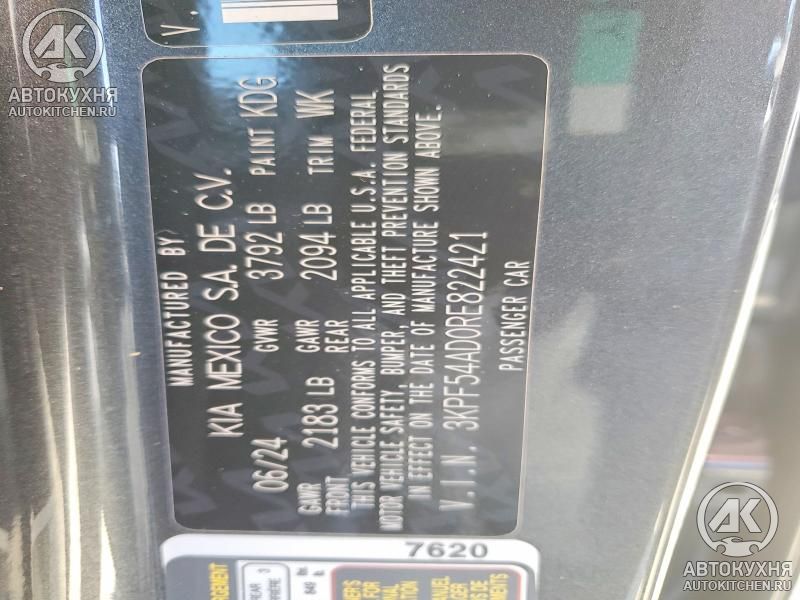 V.
MANUFACTURED BY
KIA MEXICO S.A. DE C.V.
06/24 GVWR 3792 LB PAINT KDG
GAWR FRONT 2183 LB GAWR REAR 2094 LB TRIM WK
THIS VEHICLE CONFORMS TO ALL APPLICABLE U.S.A. FEDERAL
MOTOR VEHICLE SAFETY, BUMPER, AND THEFT PREVENTION STANDARDS
IN EFFECT ON THE DATE OF MANUFACTURE SHOWN ABOVE.
V.I.N. 3KPF54AD0RE822421
PASSENGER CAR
7620
AK
АВТОКУХНЯ
AUTOKITCHEN.RU
AK
АВТОКУХНЯ
AUTOKITCHEN.RU